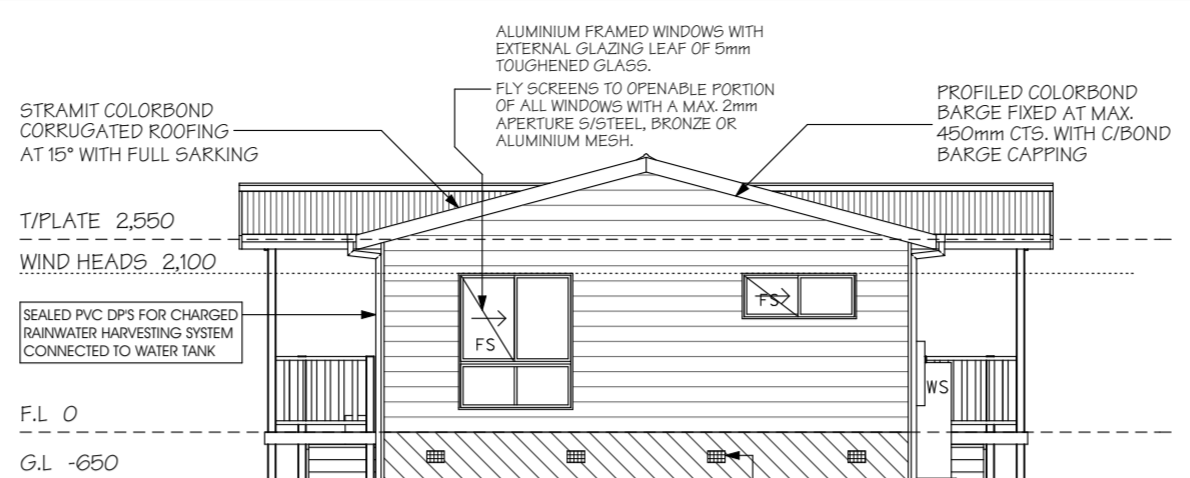 ALUMINIUM FRAMED WINDOWS WITH
EXTERNAL GLAZING LEAF OF 5mm
TOUGHENED GLASS.
FLY SCREENS TO OPENABLE PORTION
OF ALL WINDOWS WITH A MAX. 2mm
APERTURE S/STEEL, BRONZE OR
ALUMINIUM MESH.
STRAMIT COLORBOND
CORRUGATED ROOFING
AT 15° WITH FULL SARKING
PROFILED COLORBOND
BARGE FIXED AT MAX.
450mm CTS. WITH C/BOND
BARGE CAPPING
T/PLATE 2,550
WIND HEADS 2,100
SEALED PVC DP'S FOR CHARGED
RAINWATER HARVESTING SYSTEM
CONNECTED TO WATER TANK
FS
FS
WS
F.L 0
G.L -650